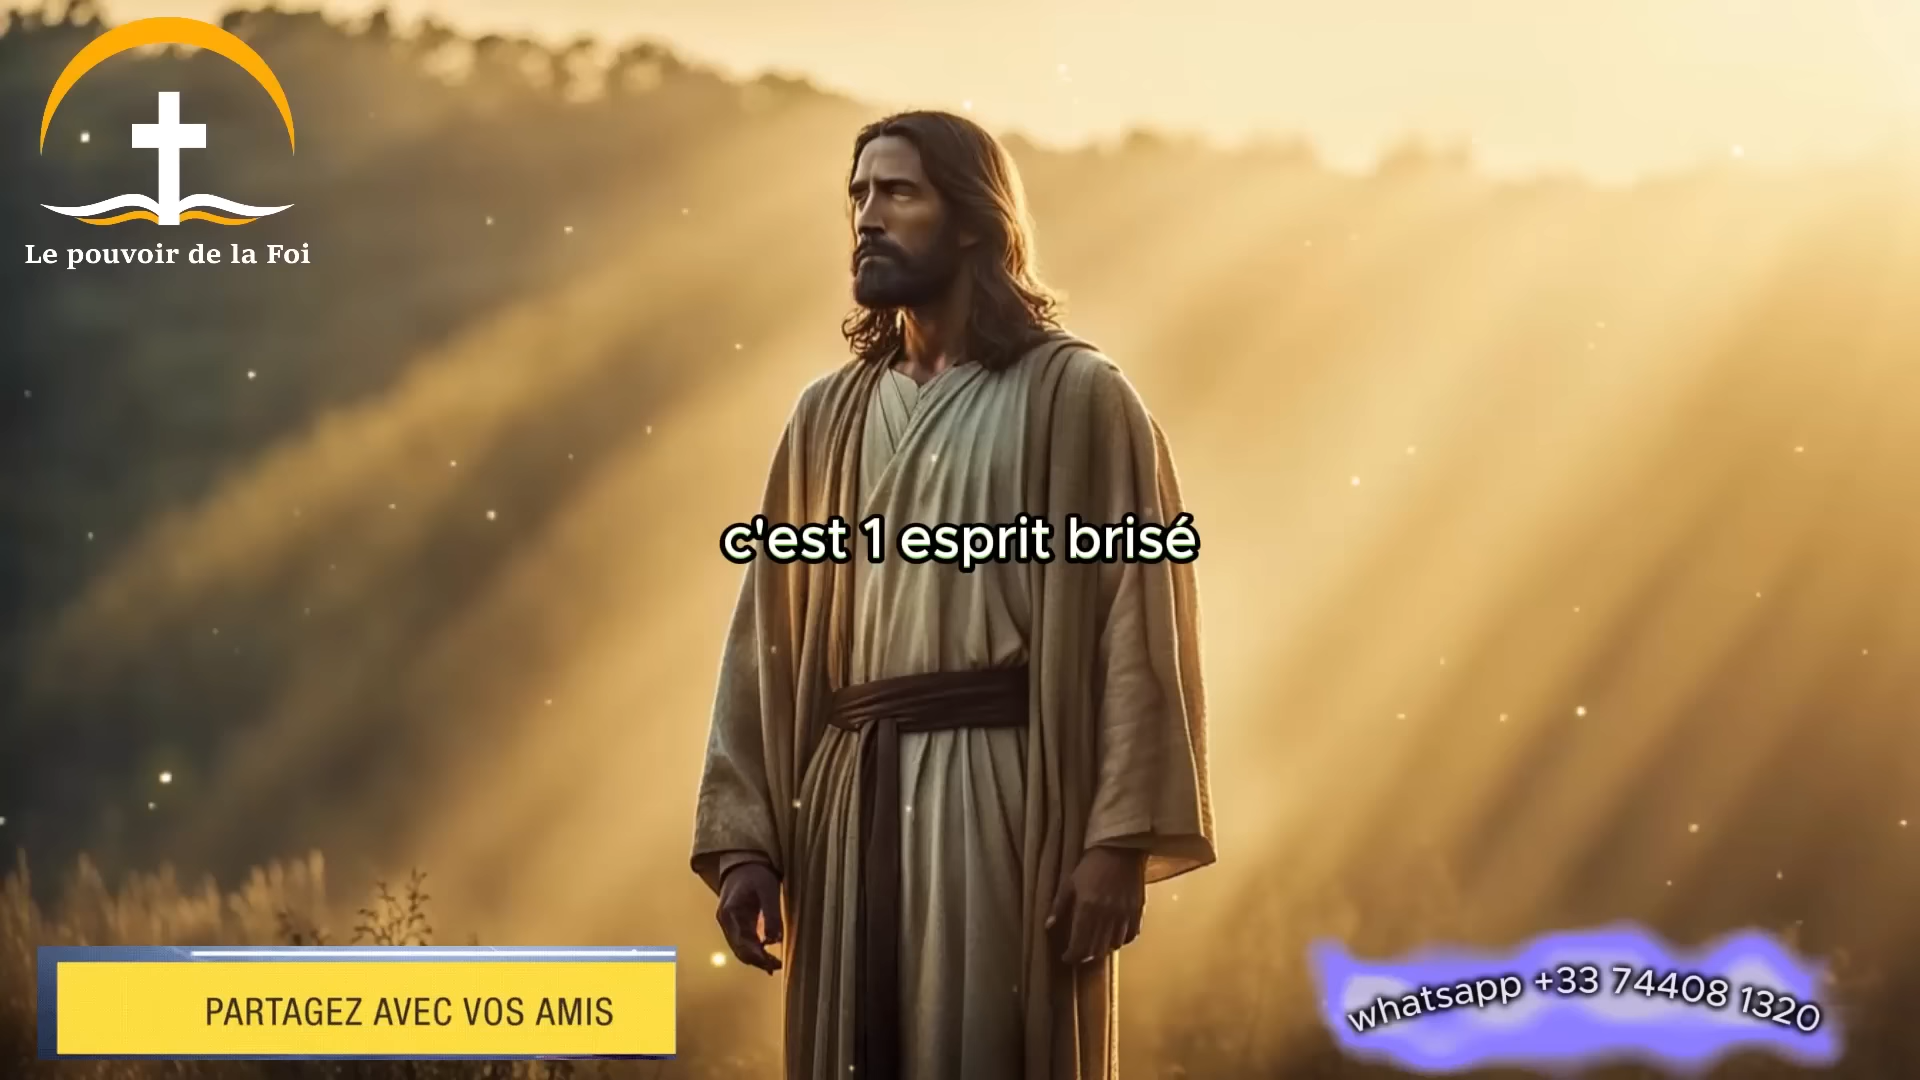 Le pouvoir de la Foi
c'est 1 esprit brisé
PARTAGEZ AVEC VOS AMIS
whatsapp +33 74408 1320